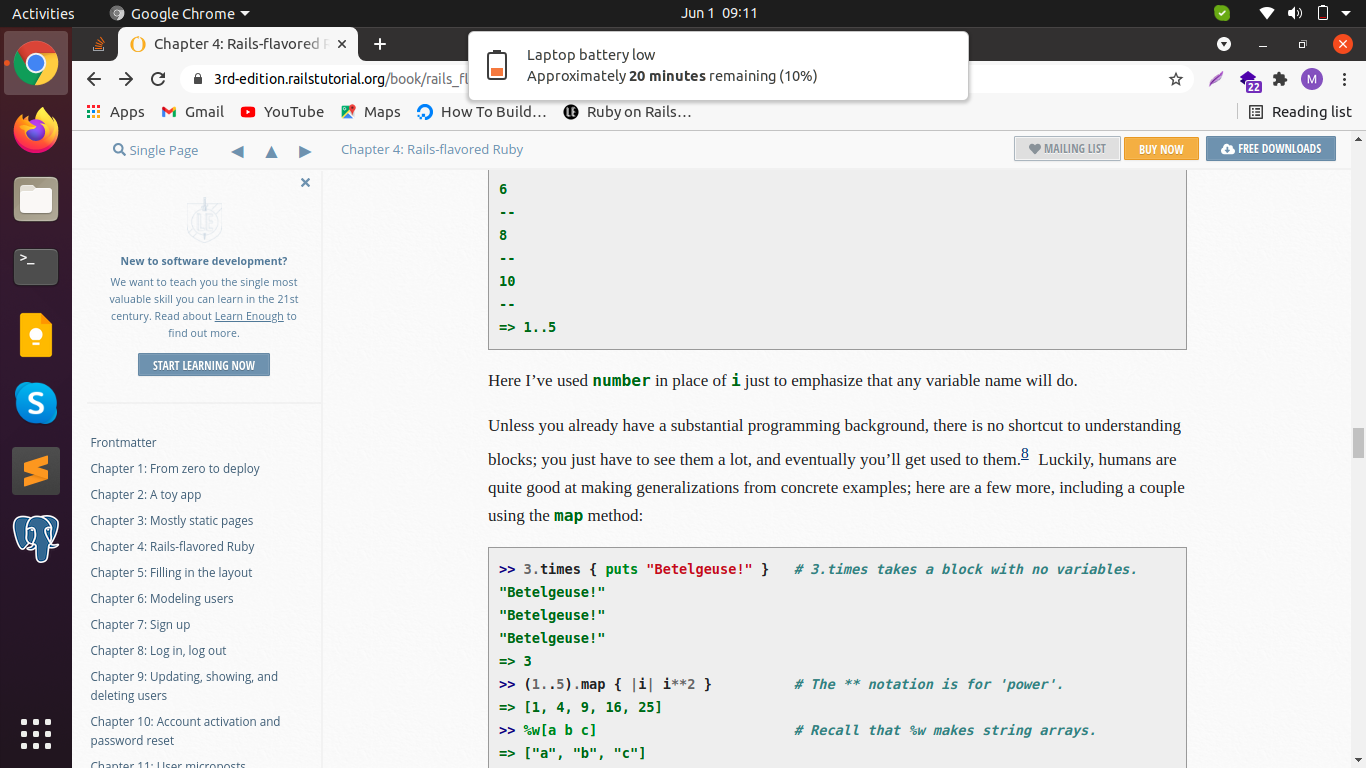 Activities
Google Chrome
Jun 1 09:11
Chapter 4: Rails-flavored
Laptop battery low
Approximately 20 minutes remaining (10%)
3rd-edition.railstutorial.org/book/rails_fl
22
M
Apps
Gmail
YouTube
Maps
How To Build…
Ruby on Rails…
Reading list
Single Page
Chapter 4: Rails-flavored Ruby
MAILING LIST
BUY NOW
FREE DOWNLOADS
New to software development?
We want to teach you the single most
valuable skill you can learn in the 21st
century. Read about Learn Enough to
find out more.
START LEARNING NOW
Frontmatter
Chapter 1: From zero to deploy
Chapter 2: A toy app
Chapter 3: Mostly static pages
Chapter 4: Rails-flavored Ruby
Chapter 5: Filling in the layout
Chapter 6: Modeling users
Chapter 7: Sign up
Chapter 8: Log in, log out
Chapter 9: Updating, showing, and
deleting users
Chapter 10: Account activation and
password reset
Chapter 11: User microposts
6
--
8
--
10
--
=> 1..5
Here I’ve used number in place of i just to emphasize that any variable name will do.
Unless you already have a substantial programming background, there is no shortcut to understanding
blocks; you just have to see them a lot, and eventually you’ll get used to them.8 Luckily, humans are
quite good at making generalizations from concrete examples; here are a few more, including a couple
using the map method:
>> 3.times { puts "Betelgeuse!" }   # 3.times takes a block with no variables.
"Betelgeuse!"
"Betelgeuse!"
"Betelgeuse!"
=> 3
>> (1..5).map { |i| i**2 }          # The ** notation is for 'power'.
=> [1, 4, 9, 16, 25]
>> %w[a b c]                        # Recall that %w makes string arrays.
=> ["a", "b", "c"]